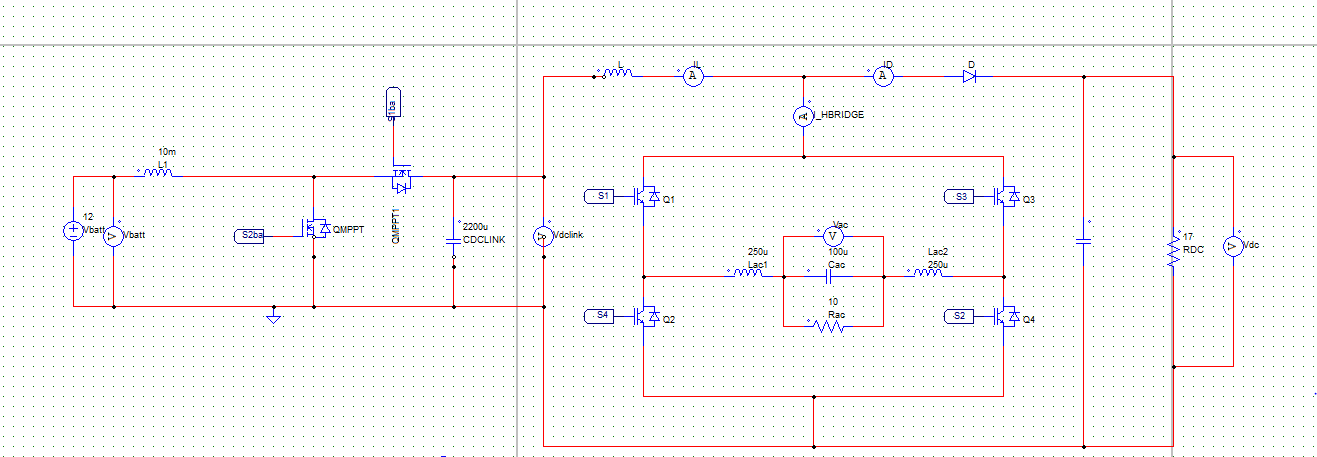 L
IL
A
ID
A
D
S1ba
A
I_HBRIDGE
10m
L1
12
Vbatt
V
Vbatt
S2ba
QMPPT
QMPPT1
2200u
CDCLINK
V
Vdclink
S1
Q1
S3
Q3
Vac
V
250u
Lac1
100u
Cac
Lac2
250u
10
Rac
S4
Q2
S2
Q4
17
RDC
V
Vdc